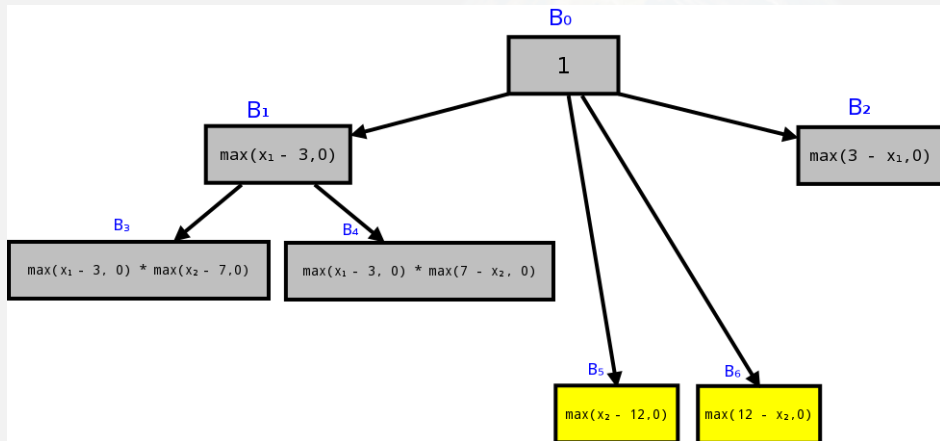 B₀
1
B₁
max(x₁ - 3,0)
B₂
max(3 - x₁,0)
B₃
max(x₁ - 3, 0) * max(x₂ - 7,0)
B₄
max(x₁ - 3, 0) * max(7 - x₂, 0)
B₅
max(x₂ - 12,0)
B₆
max(12 - x₂,0)